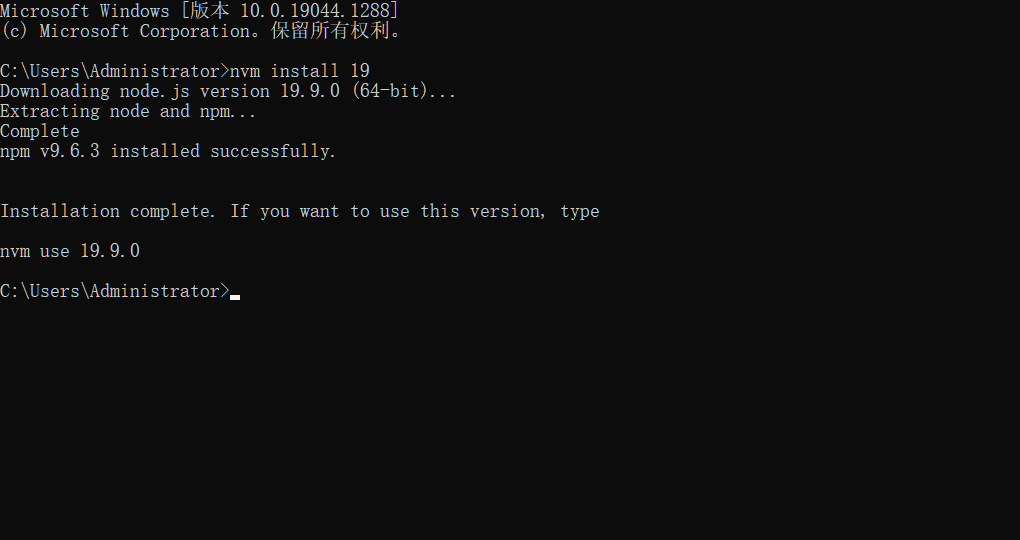 Microsoft Windows [版本 10.0.19044.1288]
(c) Microsoft Corporation。保留所有权利。
C:\Users\Administrator>nvm install 19
Downloading node.js version 19.9.0 (64-bit)...
Extracting node and npm...
Complete
npm v9.6.3 installed successfully.
Installation complete. If you want to use this version, type
nvm use 19.9.0
C:\Users\Administrator>